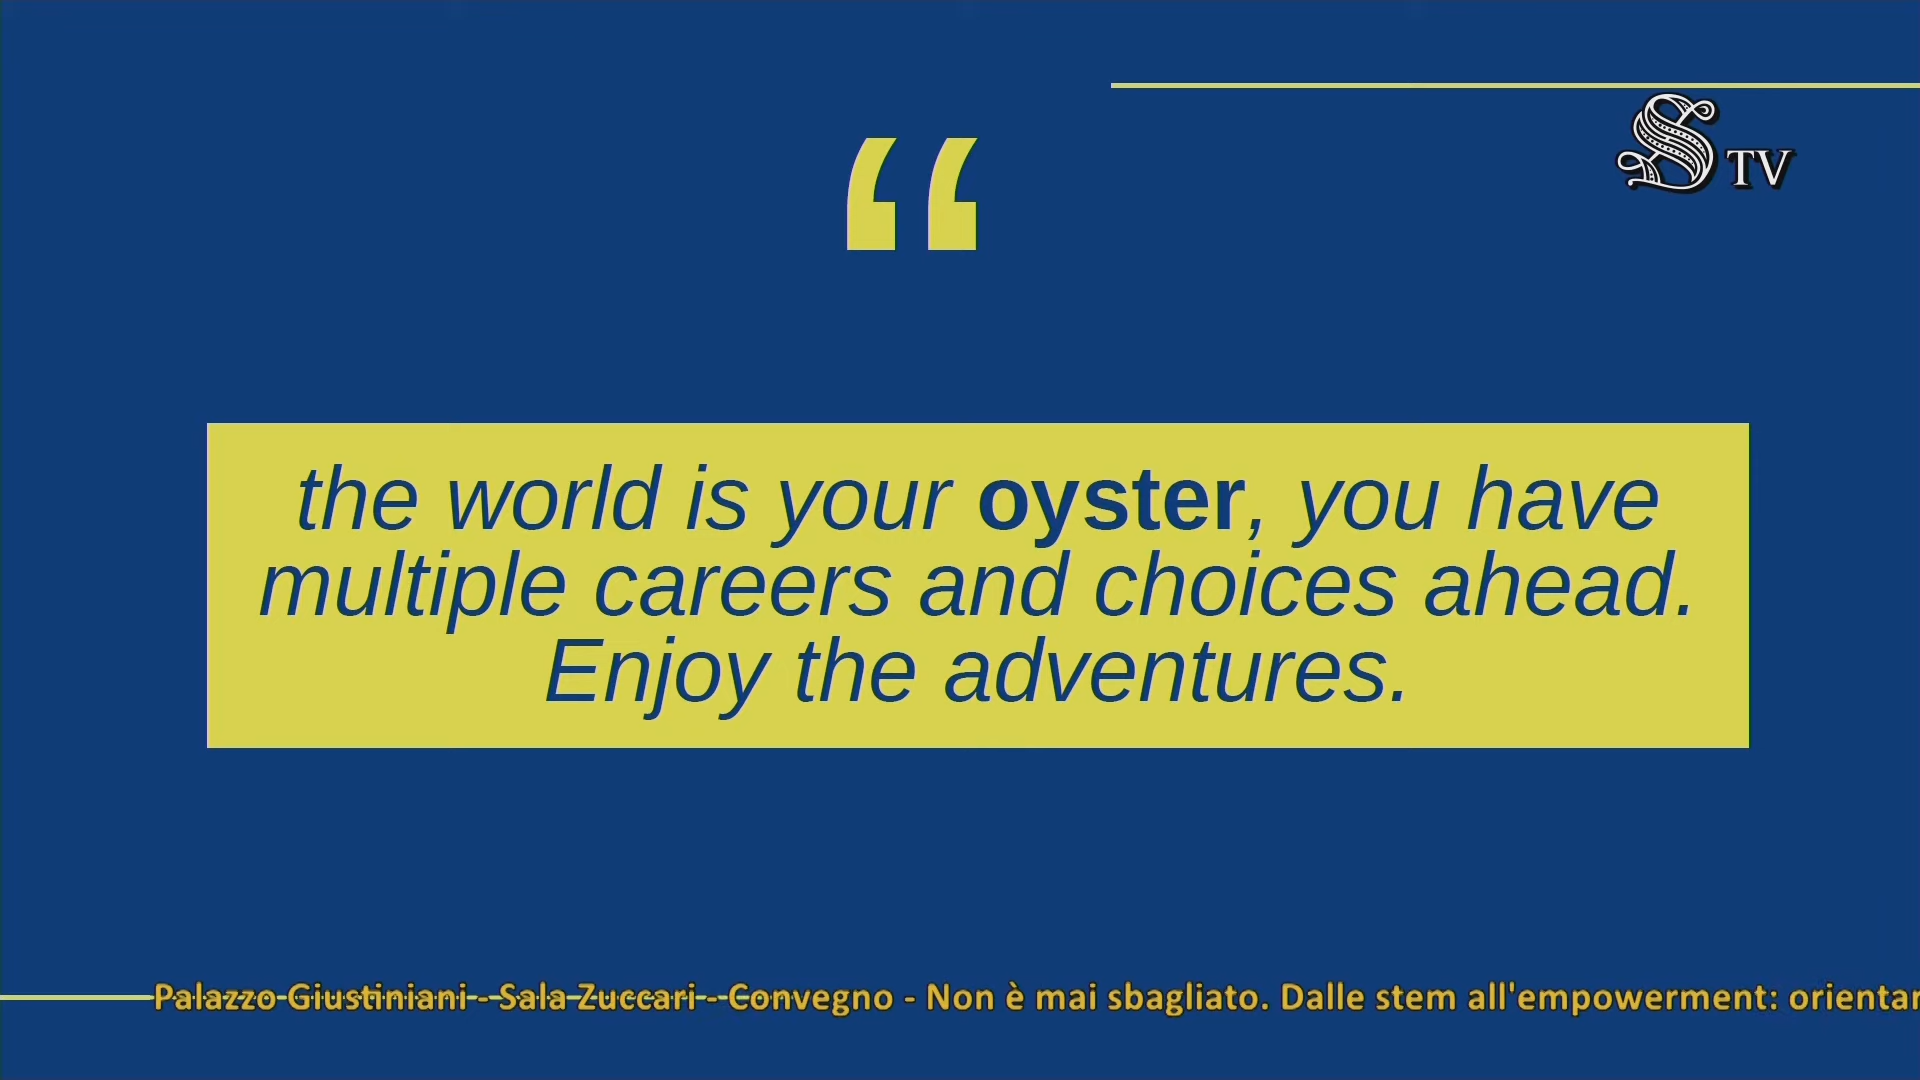 “
S TV
the world is your oyster, you have
multiple careers and choices ahead.
Enjoy the adventures.
Palazzo Giustiniani - Sala Zuccari - Convegno - Non è mai sbagliato. Dalle stem all'empowerment: orientar